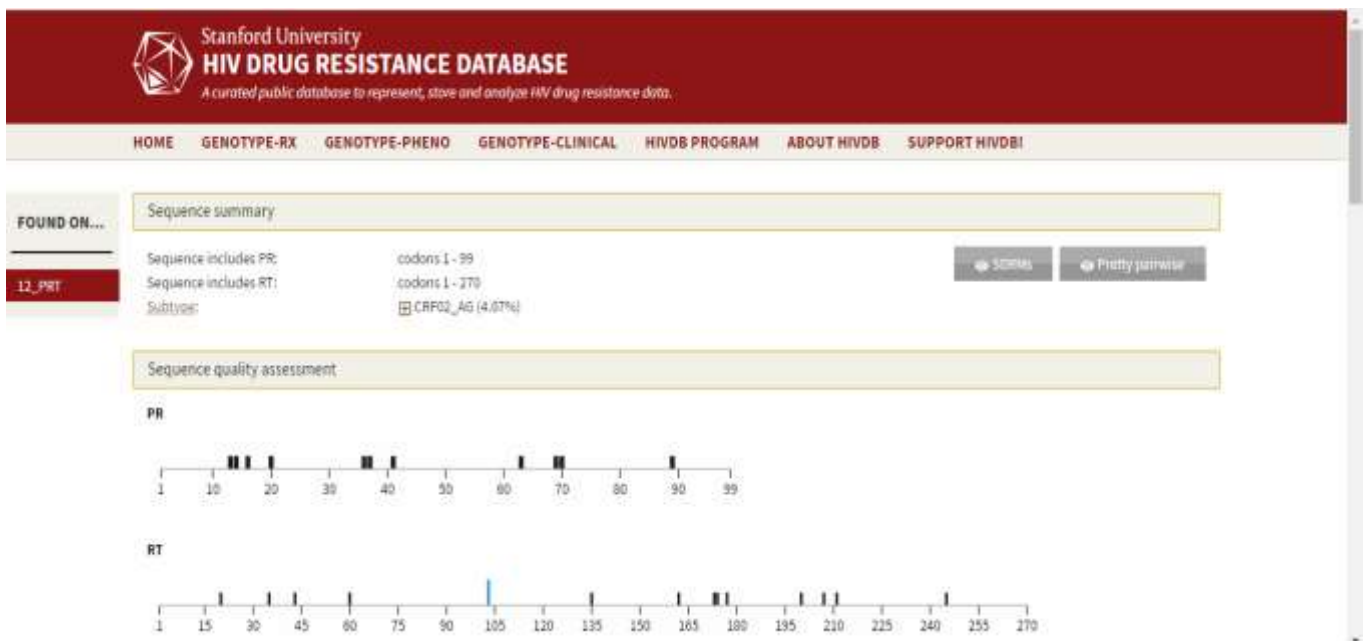 Stanford University
HIV DRUG RESISTANCE DATABASE
A curated public database to represent, store and analyze HIV drug resistance data.
HOME GENOTYPE-RX GENOTYPE-PHENO GENOTYPE-CLINICAL HIVDB PROGRAM ABOUT HIVDB SUPPORT HIVDB!
FOUND ON...
12_PRT
Sequence summary
Sequence includes PR: codons 1 - 99
Sequence includes RT: codons 1 - 270
Subtype: CRF02_AG (4.07%)
SDRMs Pretty pairwise
Sequence quality assessment
PR
1 10 20 30 40 50 60 70 80 90 99
RT
1 15 30 45 60 75 90 105 120 135 150 165 180 195 210 225 240 255 270